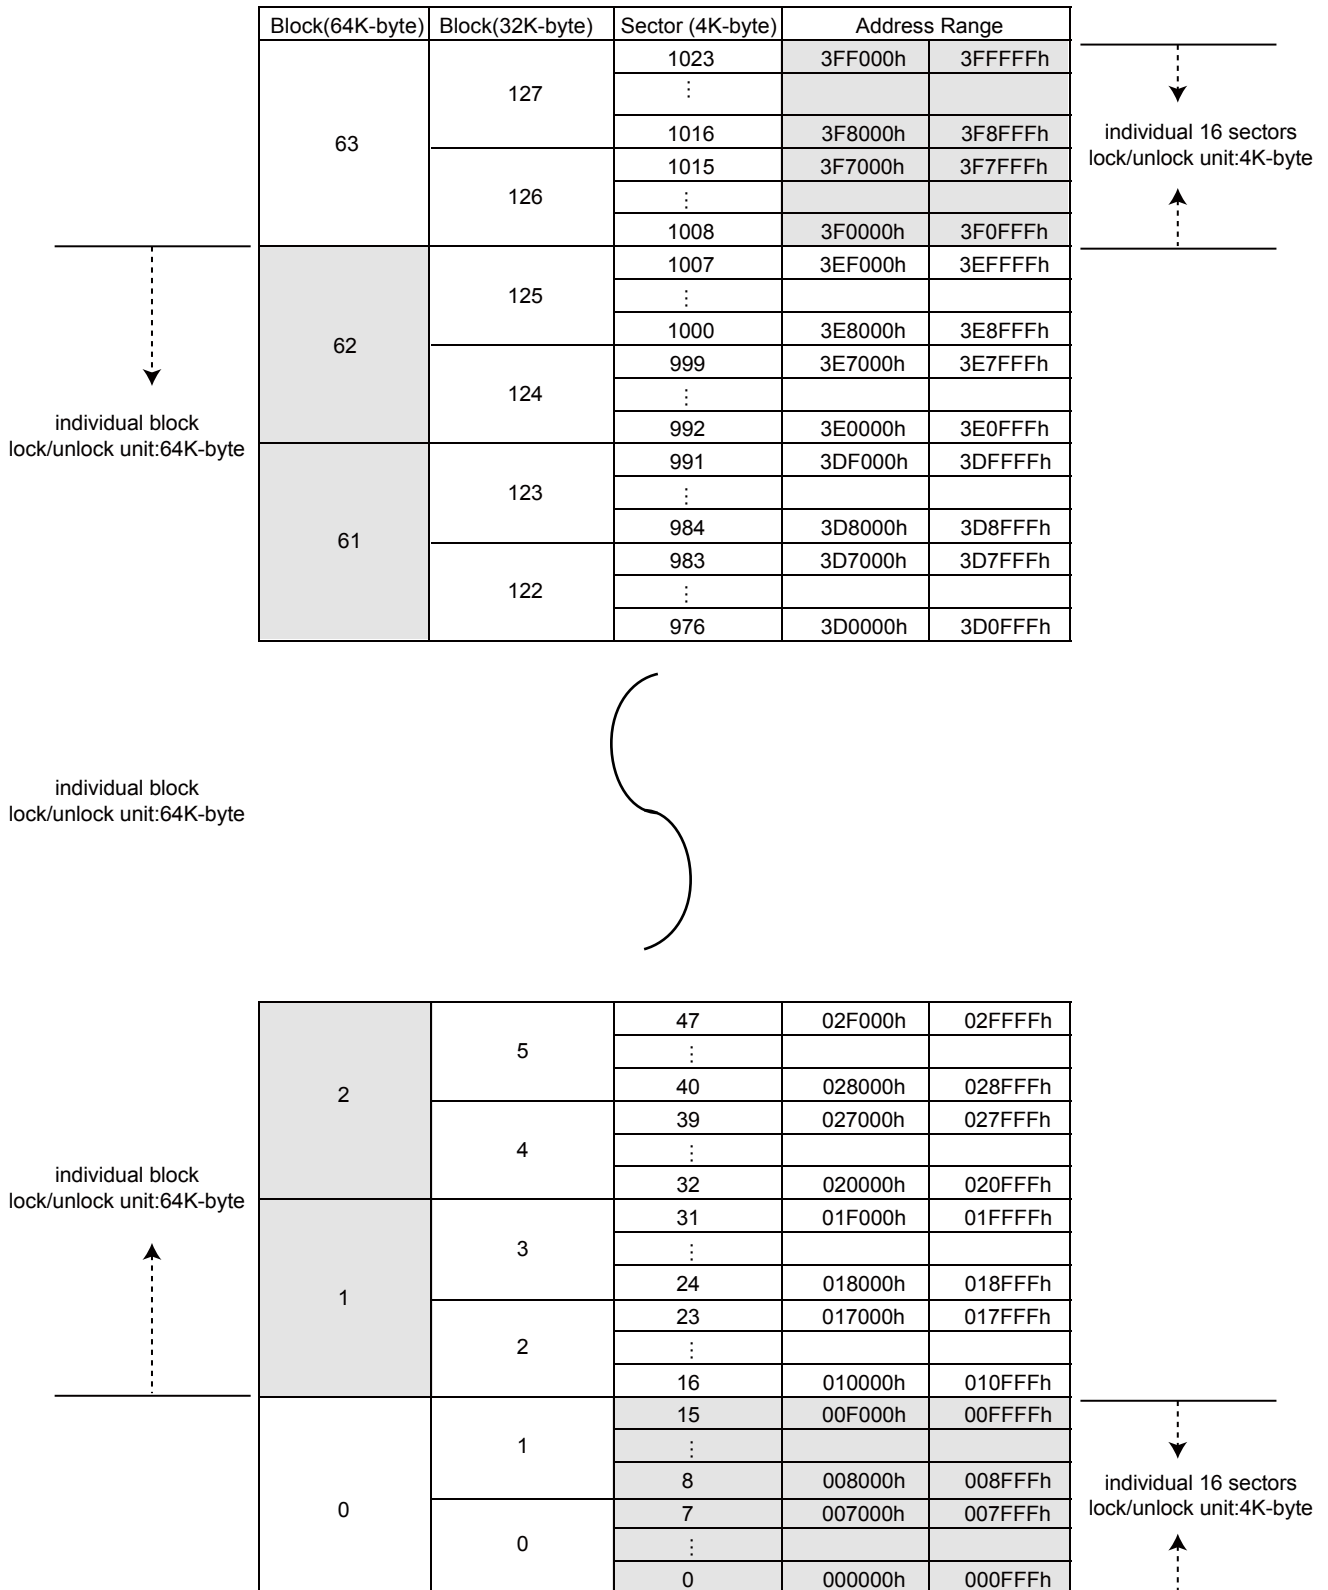 Block(64K-byte) Block(32K-byte) Sector (4K-byte) Address Range
1023 3FF000h 3FFFFFh
127 ⋮
1016 3F8000h 3F8FFFh
63
individual 16 sectors
lock/unlock unit:4K-byte
1015 3F7000h 3F7FFFh
126 ⋮
1008 3F0000h 3F0FFFh
1007 3EF000h 3EFFFFh
125 ⋮
1000 3E8000h 3E8FFFh
62
999 3E7000h 3E7FFFh
124 ⋮
992 3E0000h 3E0FFFh
individual block
lock/unlock unit:64K-byte
991 3DF000h 3DFFFFh
123 ⋮
984 3D8000h 3D8FFFh
61
983 3D7000h 3D7FFFh
122 ⋮
976 3D0000h 3D0FFFh
individual block
lock/unlock unit:64K-byte
47 02F000h 02FFFFh
5 ⋮
40 028000h 028FFFh
2
39 027000h 027FFFh
4 ⋮
32 020000h 020FFFh
individual block
lock/unlock unit:64K-byte
31 01F000h 01FFFFh
3 ⋮
24 018000h 018FFFh
1
23 017000h 017FFFh
2 ⋮
16 010000h 010FFFh
15 00F000h 00FFFFh
1 ⋮
8 008000h 008FFFh
0
individual 16 sectors
lock/unlock unit:4K-byte
7 007000h 007FFFh
0 ⋮
0 000000h 000FFFh